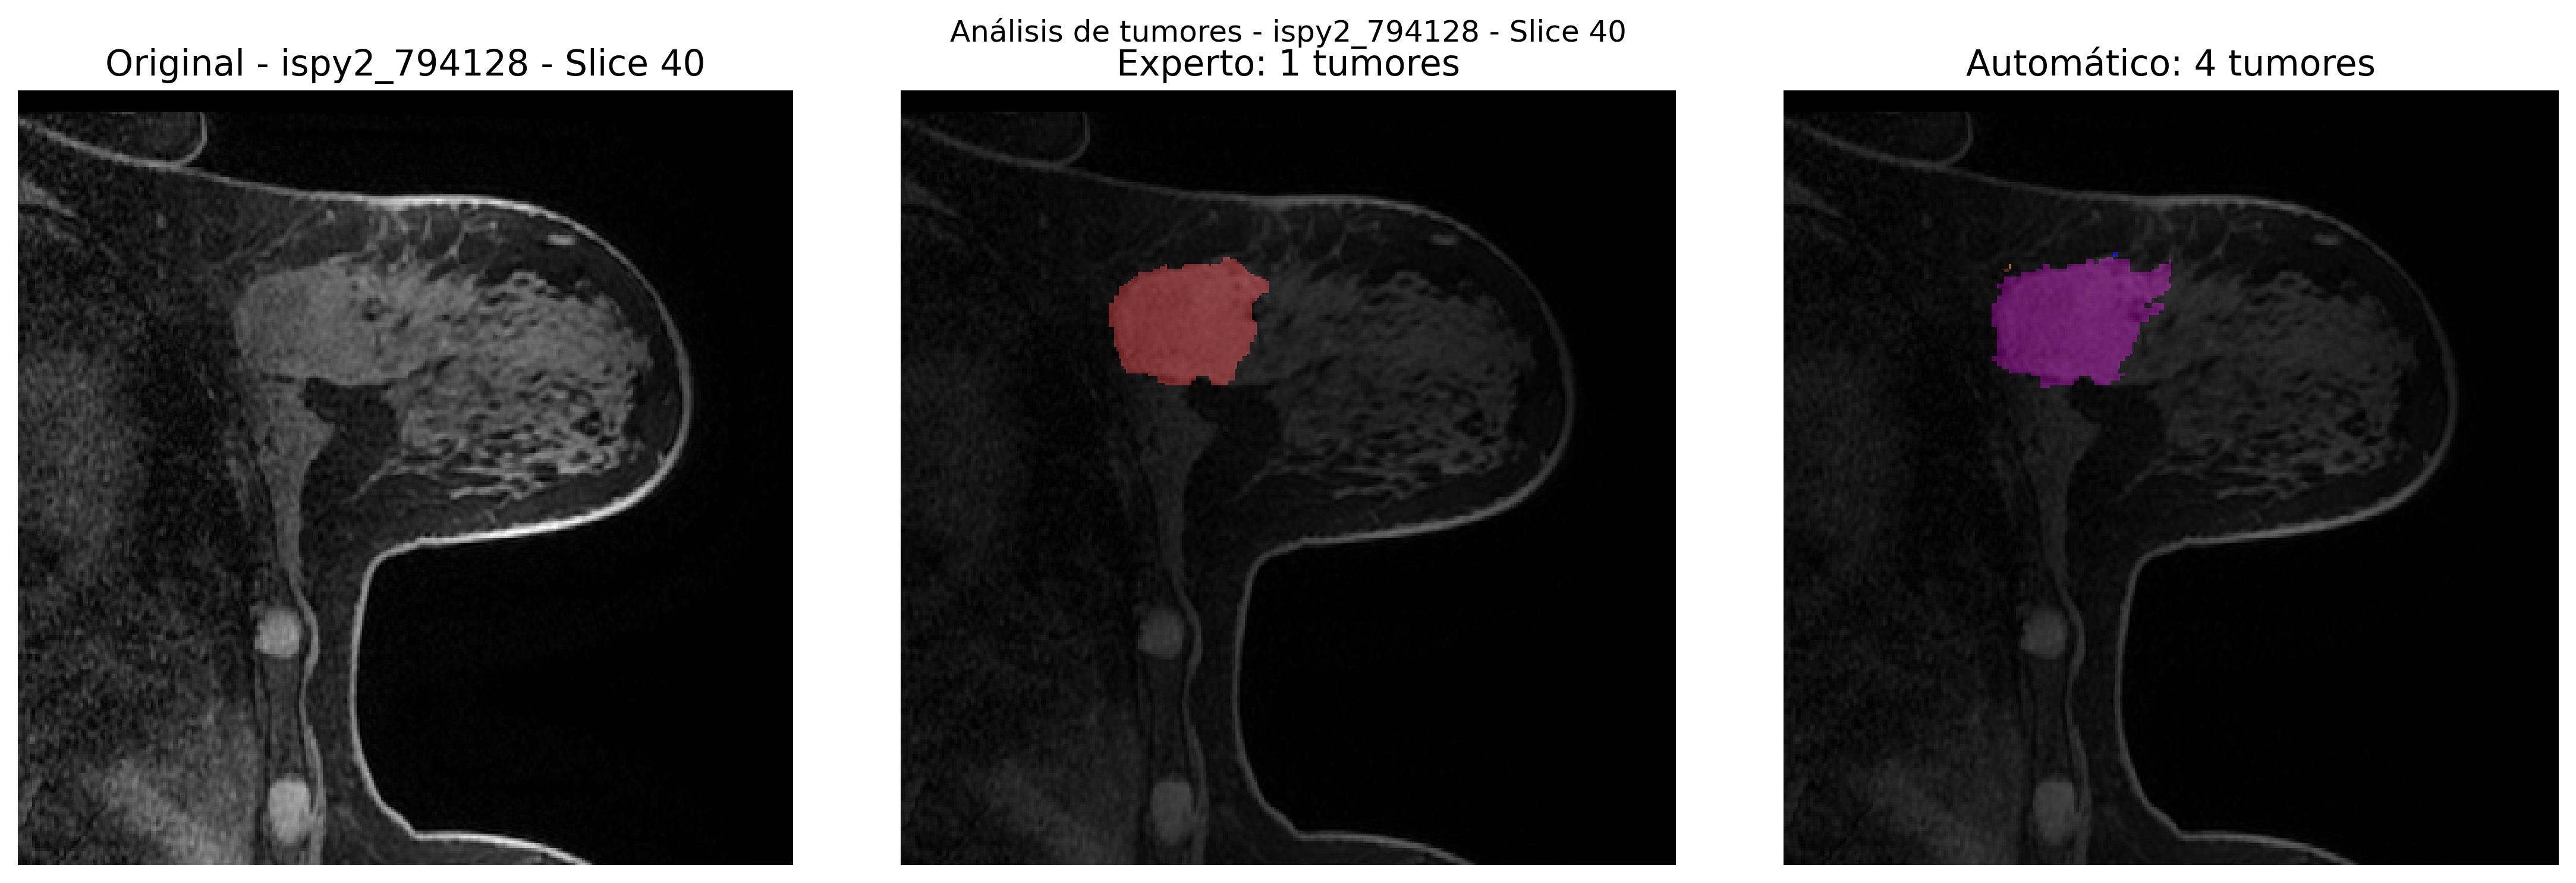 Análisis de tumores - ispy2_794128 - Slice 40
Original - ispy2_794128 - Slice 40
Experto: 1 tumores
Automático: 4 tumores